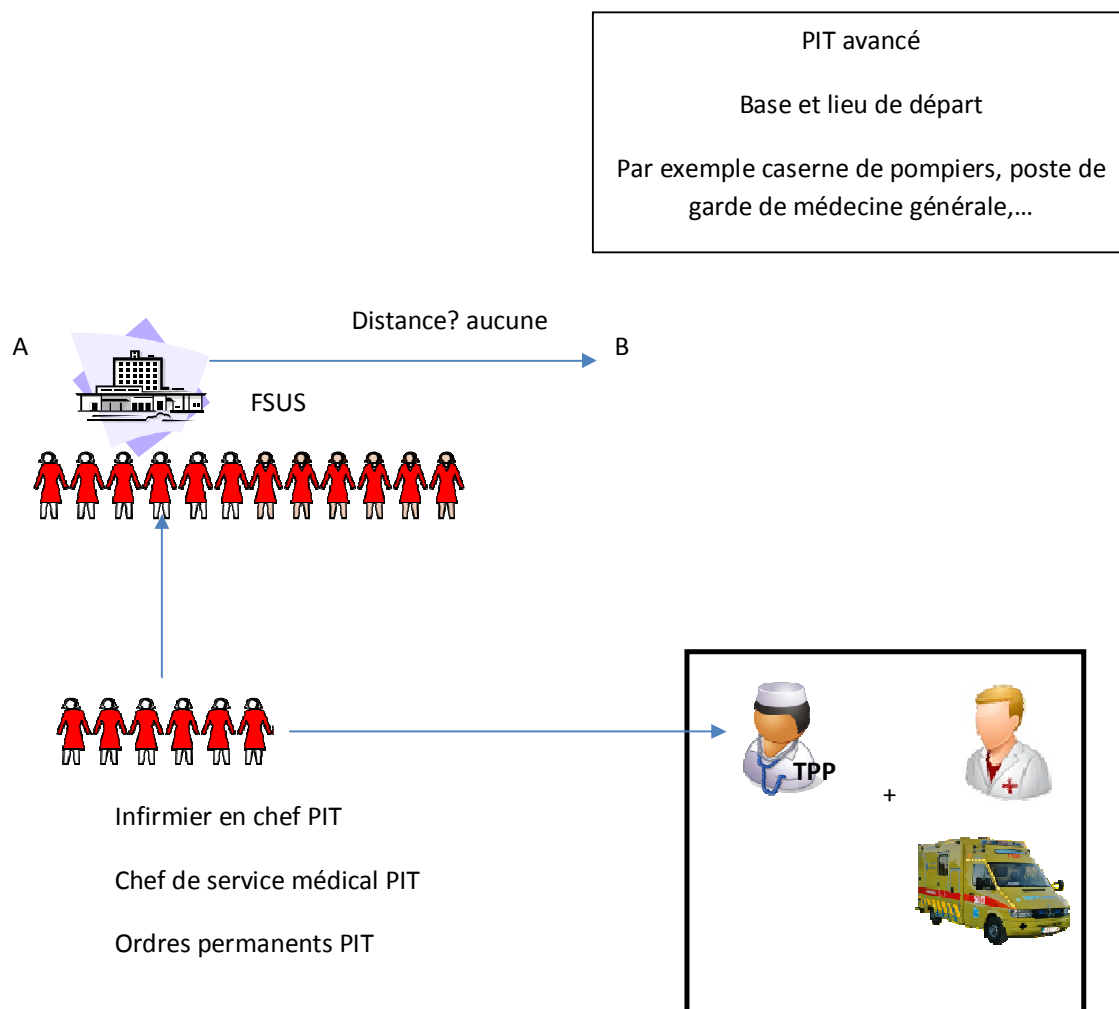 PIT avancé
Base et lieu de départ
Par exemple caserne de pompiers, poste de
garde de médecine générale,…
Distance? aucune
A
B
FSUS
TPP
+
Infirmier en chef PIT
Chef de service médical PIT
Ordres permanents PIT